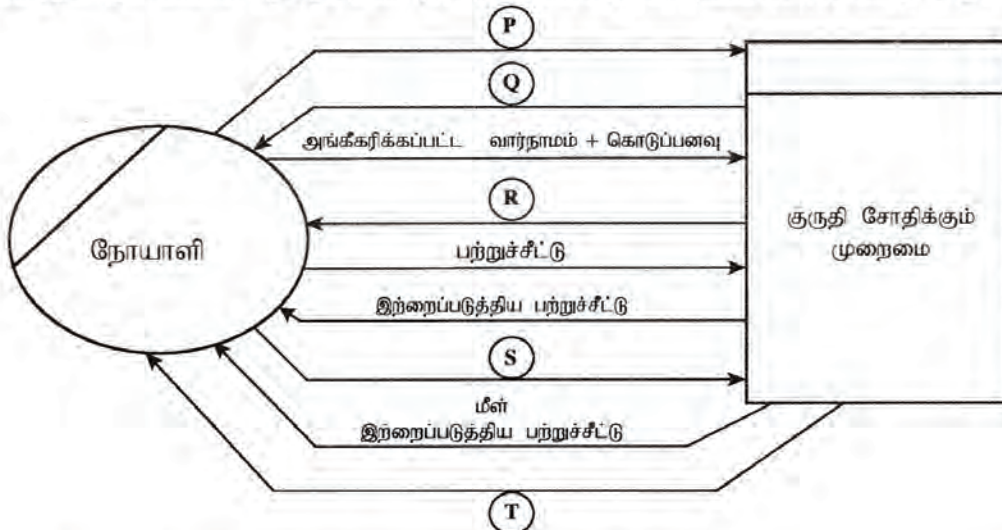 P
Q
அங்கீகரிக்கப்பட்ட வார்நாமம் + கொடுப்பனவு
R
நோயாளி
குருதி சோதிக்கும்
முறைமை
பற்றுச்சீட்டு
இற்றைப்படுத்திய பற்றுச்சீட்டு
S
மீள்
இற்றைப்படுத்திய பற்றுச்சீட்டு
T